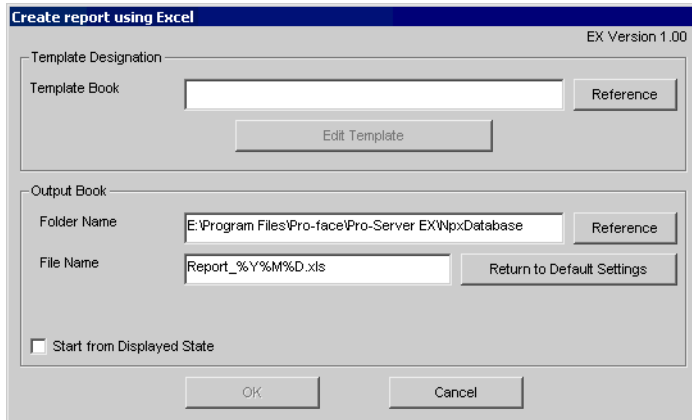 Create report using Excel
EX Version 1.00
Template Designation
Template Book
Reference
Edit Template
Output Book
Folder Name E:\Program Files\Pro-face\Pro-Server EX\NpxDatabase Reference
File Name Report_%Y%M%D.xls Return to Default Settings
Start from Displayed State
OK Cancel